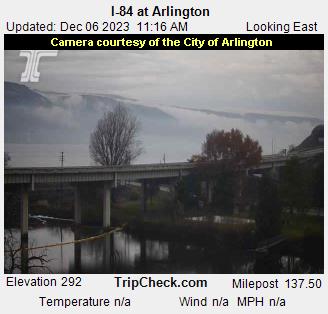 I-84 at Arlington
Updated: Dec 06 2023 11:16 AM Looking East
Camera courtesy of the City of Arlington
Elevation 292 TripCheck.com Milepost 137.50
Temperature n/a Wind n/a MPH n/a